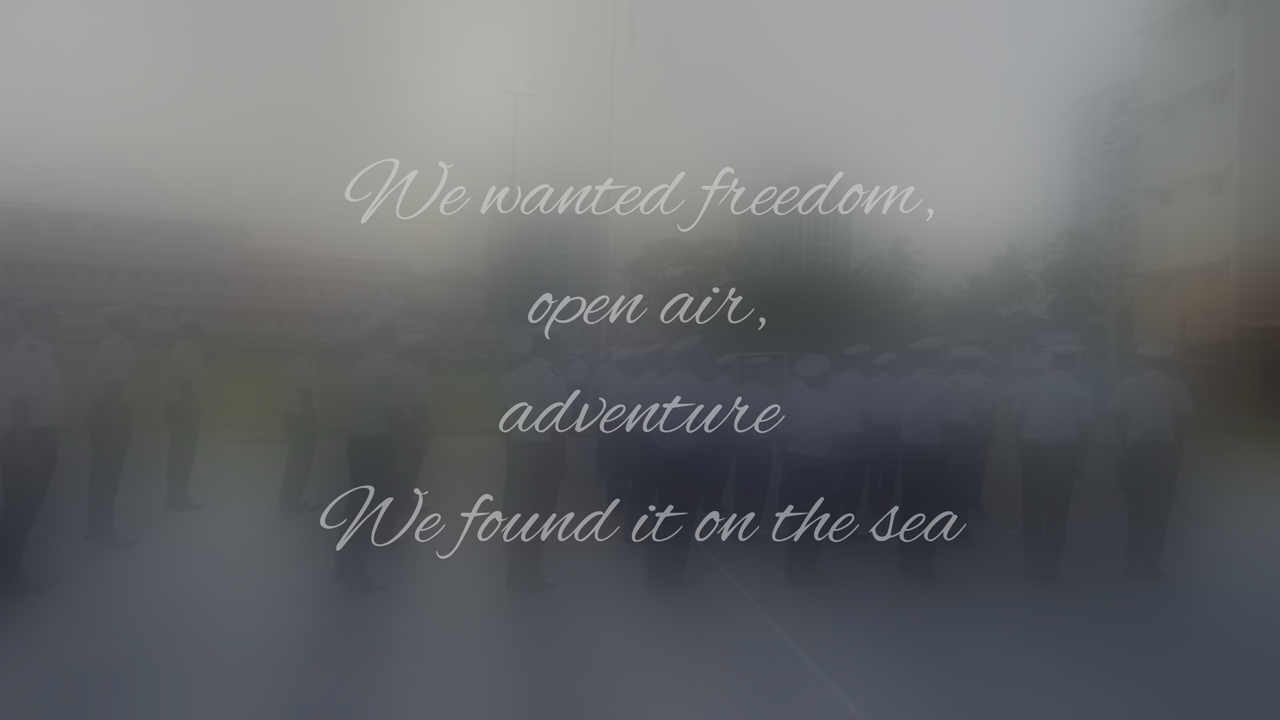 We wanted freedom,
open air,
adventure
We found it on the sea